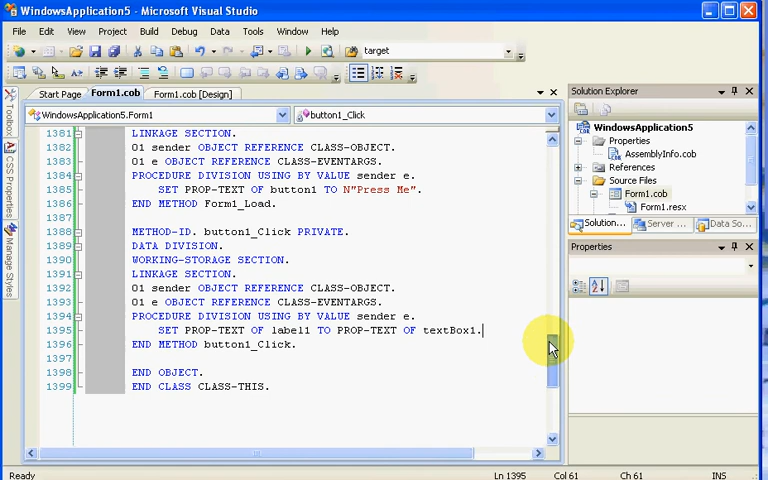 WindowsApplication5 - Microsoft Visual Studio
File Edit View Project Build Debug Data Tools Window Help
target
Start Page Form1.cob Form1.cob [Design]
WindowsApplication5.Form1 button1_Click
Toolbox
CSS Properties
Manage Styles
1381 LINKAGE SECTION.
1382 01 sender OBJECT REFERENCE CLASS-OBJECT.
1383 01 e OBJECT REFERENCE CLASS-EVENTARGS.
1384 PROCEDURE DIVISION USING BY VALUE sender e.
1385 SET PROP-TEXT OF button1 TO N"Press Me".
1386 END METHOD Form1_Load.
1387
1388 METHOD-ID. button1_Click PRIVATE.
1389 DATA DIVISION.
1390 WORKING-STORAGE SECTION.
1391 LINKAGE SECTION.
1392 01 sender OBJECT REFERENCE CLASS-OBJECT.
1393 01 e OBJECT REFERENCE CLASS-EVENTARGS.
1394 PROCEDURE DIVISION USING BY VALUE sender e.
1395 SET PROP-TEXT OF label1 TO PROP-TEXT OF textBox1.
1396 END METHOD button1_Click.
1397
1398 END OBJECT.
1399 END CLASS CLASS-THIS.
Solution Explorer
WindowsApplication5
Properties
AssemblyInfo.cob
References
Source Files
Form1.cob
Form1.resx
Solution... Server ... Data So...
Properties
Ready Ln 1395 Col 61 Ch 61 INS